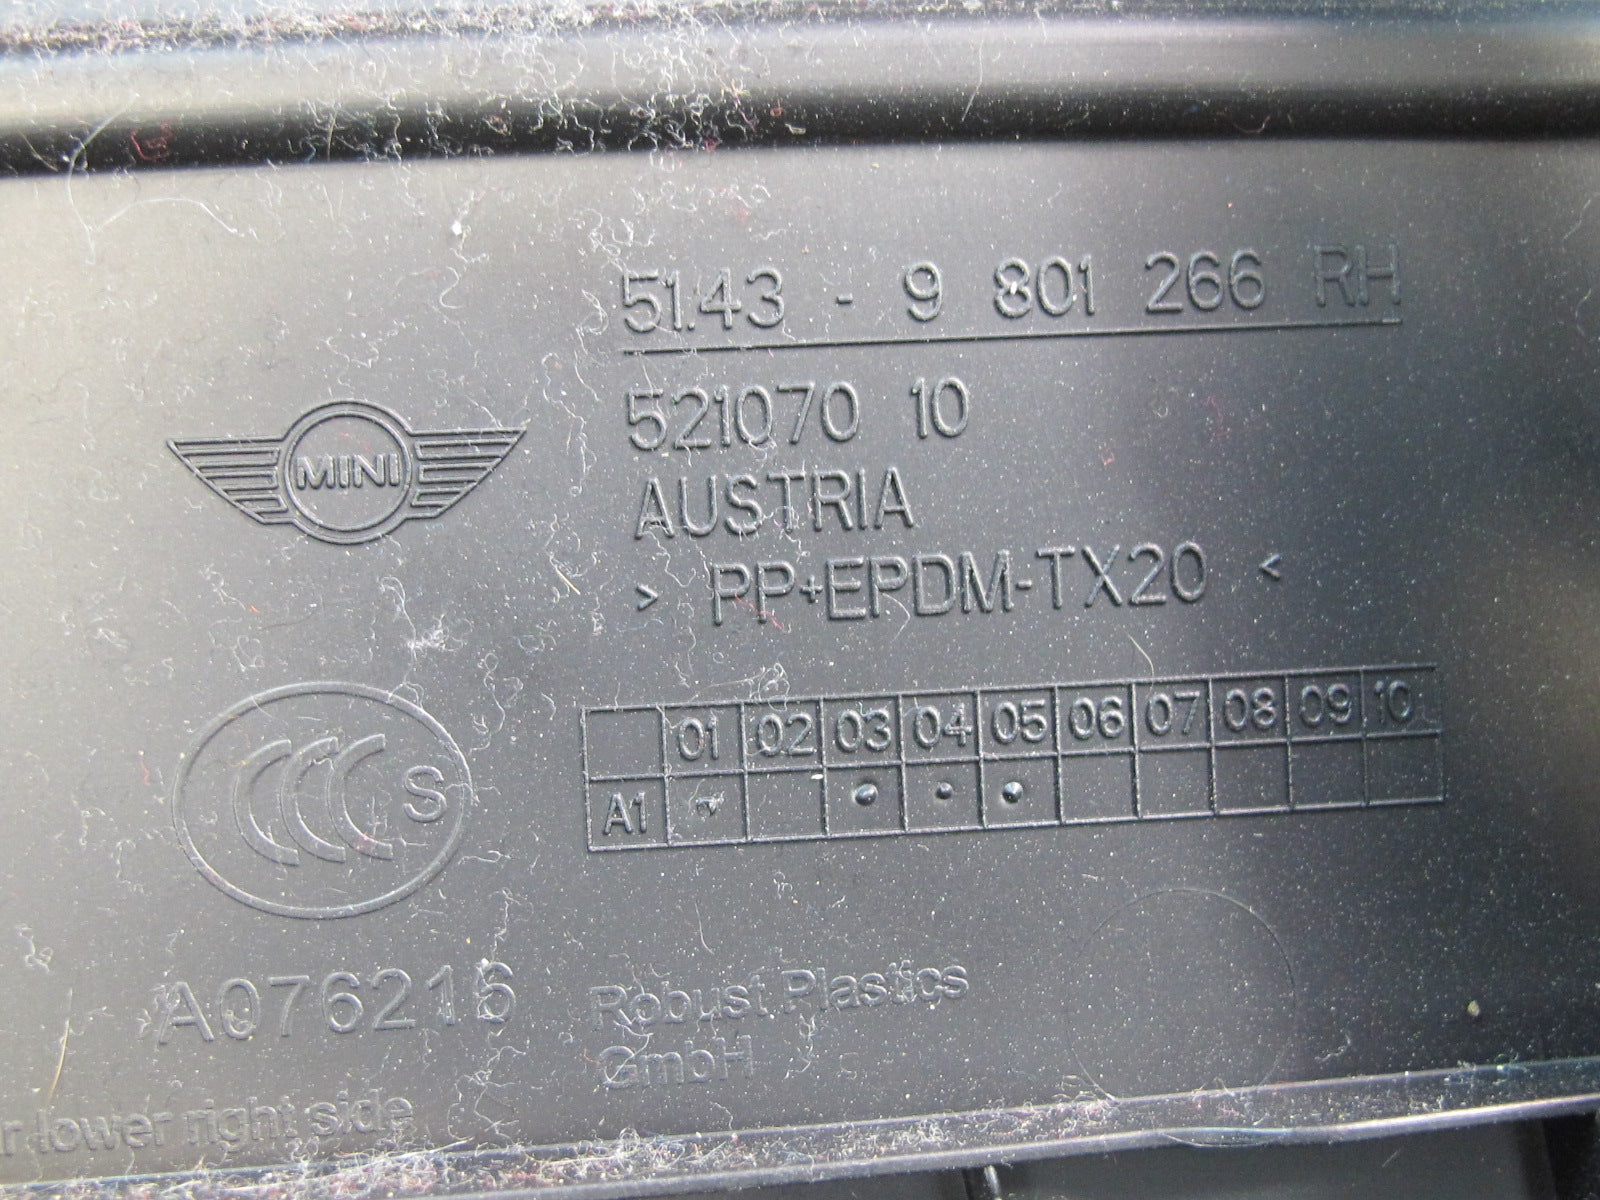 51.43 - 9 801 266 RH
521070 10
AUSTRIA
> PP+EPDM-TX20 <
MINI
01 02 03 04 05 06 07 08 09 10
A1
CCC S
A076216
Robust Plastics
GmbH
lower right side